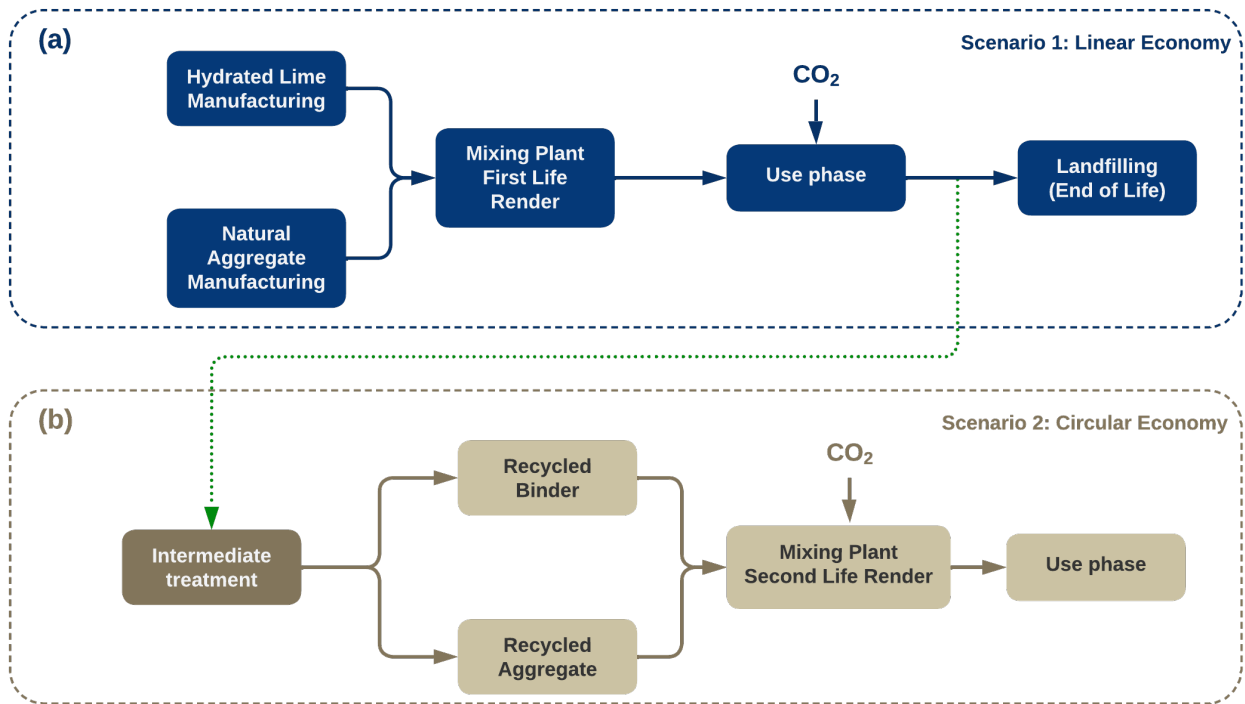 (a)
Scenario 1: Linear Economy
Hydrated Lime
Manufacturing
Natural
Aggregate
Manufacturing
Mixing Plant
First Life
Render
CO₂
Use phase
Landfilling
(End of Life)
(b)
Scenario 2: Circular Economy
Intermediate
treatment
Recycled
Binder
Recycled
Aggregate
CO₂
Mixing Plant
Second Life Render
Use phase